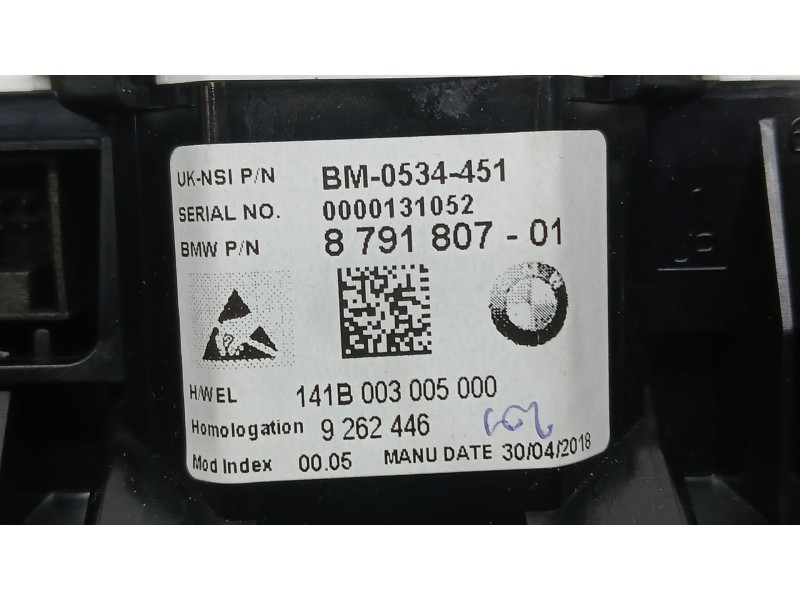 UK-NSI P/N BM-0534-451
SERIAL NO. 0000131052
BMW P/N 8 791 807 - 01
H/W EL 141B 003 005 000
Homologation 9 262 446
Mod Index 00.05 MANU DATE 30/04/2018